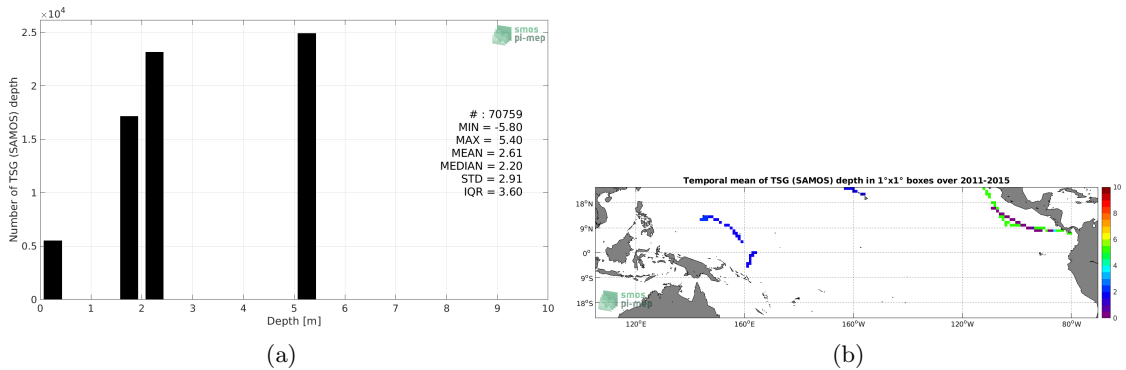 ×10⁴
2.5
2
1.5
1
0.5
0
0 1 2 3 4 5 6 7 8 9 10
Number of TSG (SAMOS) depth
Depth [m]
smos
pi-mep
# : 70759
MIN = -5.80
MAX = 5.40
MEAN = 2.61
MEDIAN = 2.20
STD = 2.91
IQR = 3.60
(a)
Temporal mean of TSG (SAMOS) depth in 1°x1° boxes over 2011-2015
18°N
9°N
0°
9°S
18°S
120°E 160°E 160°W 120°W 80°W
10
8
6
4
2
0
smos
pi-mep
(b)